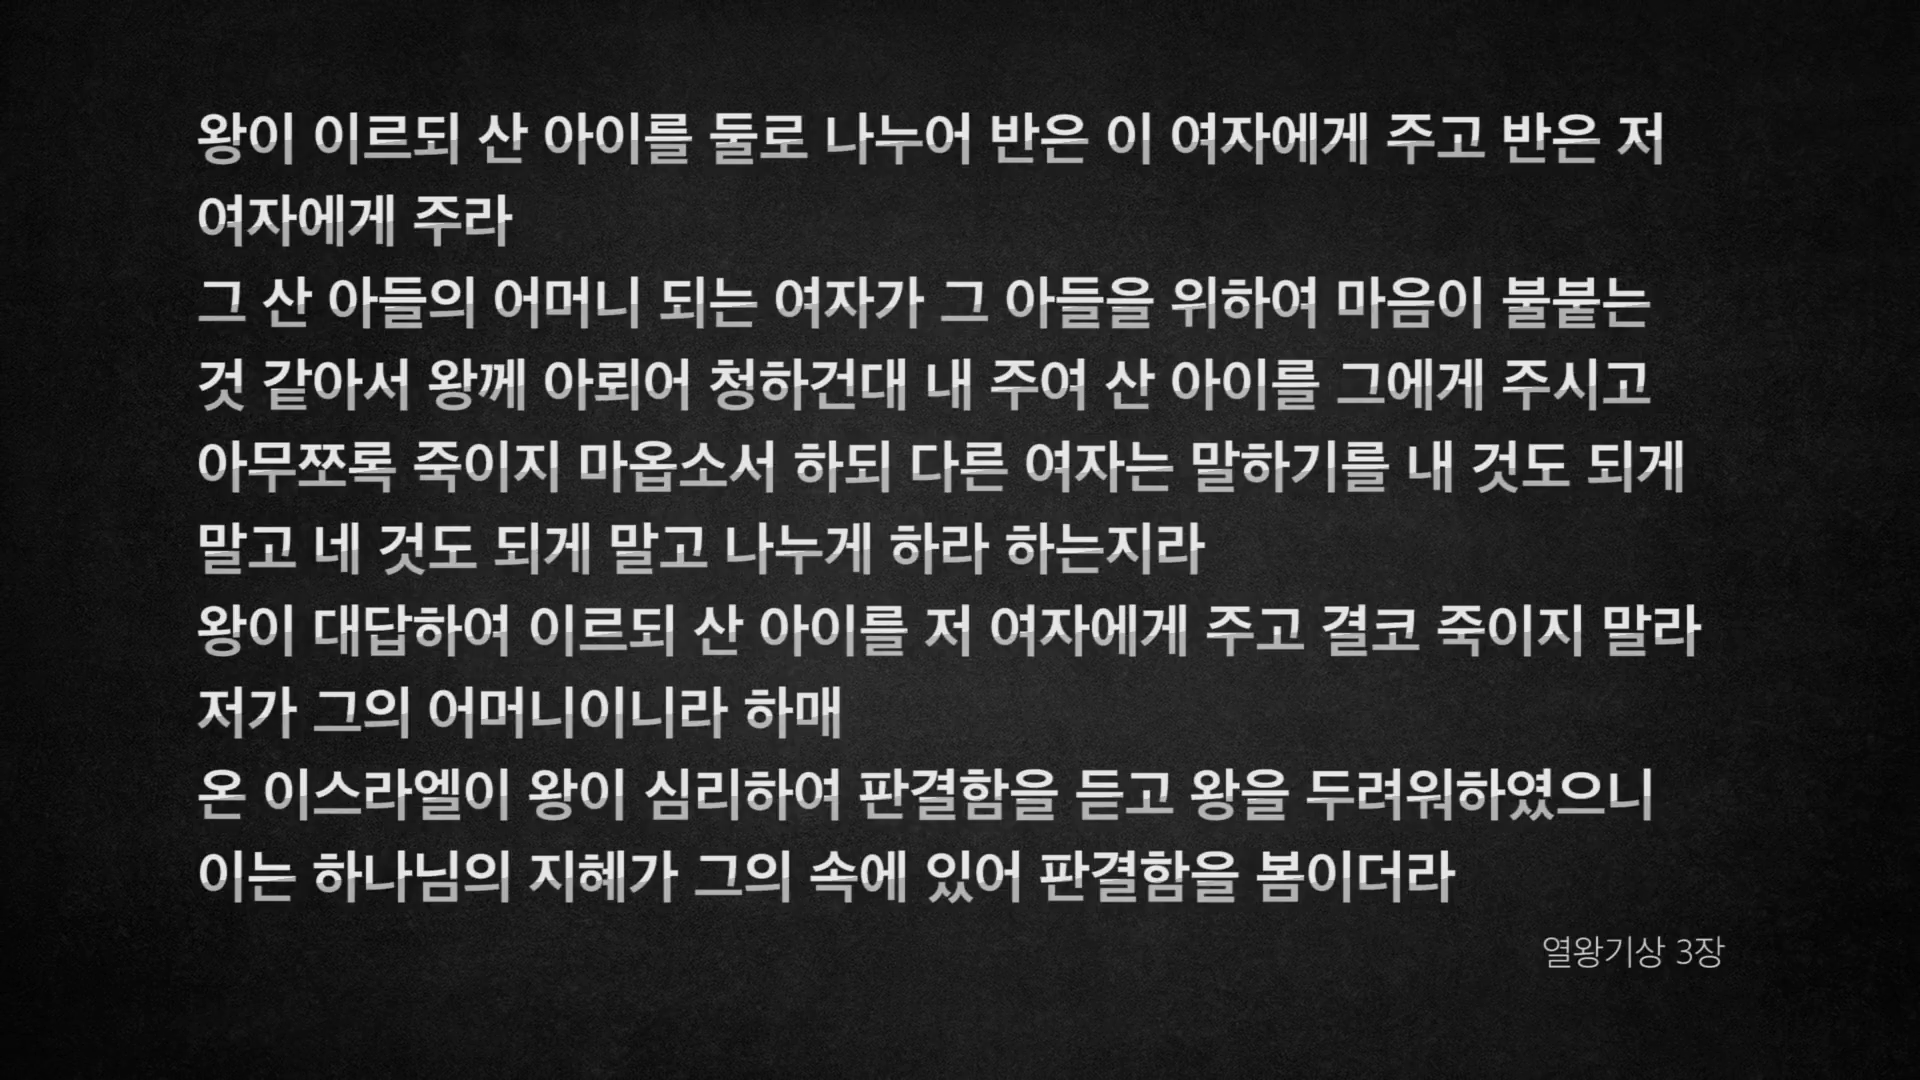 왕이 이르되 산 아이를 둘로 나누어 반은 이 여자에게 주고 반은 저
여자에게 주라
그 산 아들의 어머니 되는 여자가 그 아들을 위하여 마음이 불붙는
것 같아서 왕께 아뢰어 청하건대 내 주여 산 아이를 그에게 주시고
아무쪼록 죽이지 마옵소서 하되 다른 여자는 말하기를 내 것도 되게
말고 네 것도 되게 말고 나누게 하라 하는지라
왕이 대답하여 이르되 산 아이를 저 여자에게 주고 결코 죽이지 말라
저가 그의 어머니이니라 하매
온 이스라엘이 왕이 심리하여 판결함을 듣고 왕을 두려워하였으니
이는 하나님의 지혜가 그의 속에 있어 판결함을 봄이더라
열왕기상 3장